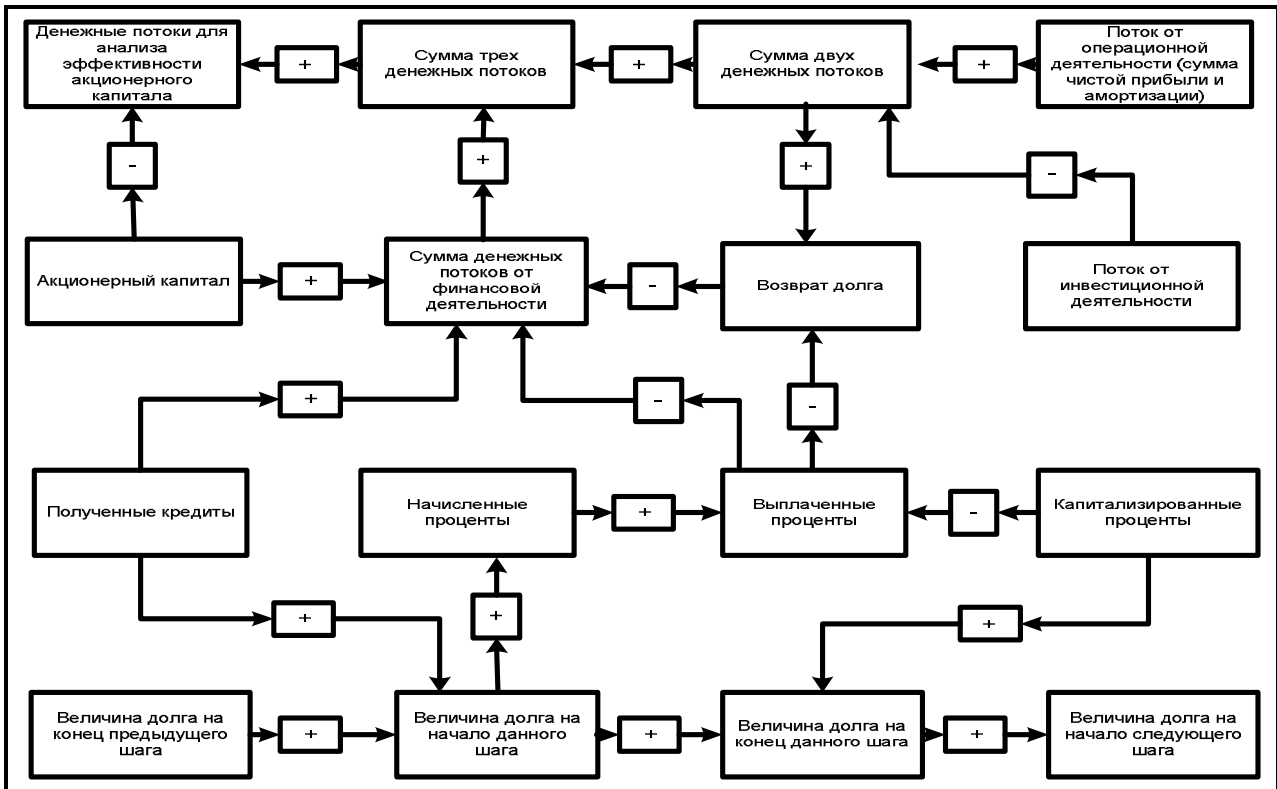 Денежные потоки для
анализа
эффективности
акционерного
капитала
+
Сумма трех
денежных потоков
+
Сумма двух
денежных потоков
+
Поток от
операционной
деятельности (сумма
чистой прибыли и
амортизации)
-
+
+
-
Акционерный капитал
+
Сумма денежных
потоков от
финансовой
деятельности
-
Возврат долга
Поток от
инвестиционной
деятельности
+
-
-
Полученные кредиты
Начисленные
проценты
+
Выплаченные
проценты
-
Капитализированные
проценты
+
+
+
Величина долга на
конец предыдущего
шага
+
Величина долга на
начало данного
шага
+
Величина долга на
конец данного шага
+
Величина долга на
начало следующего
шага